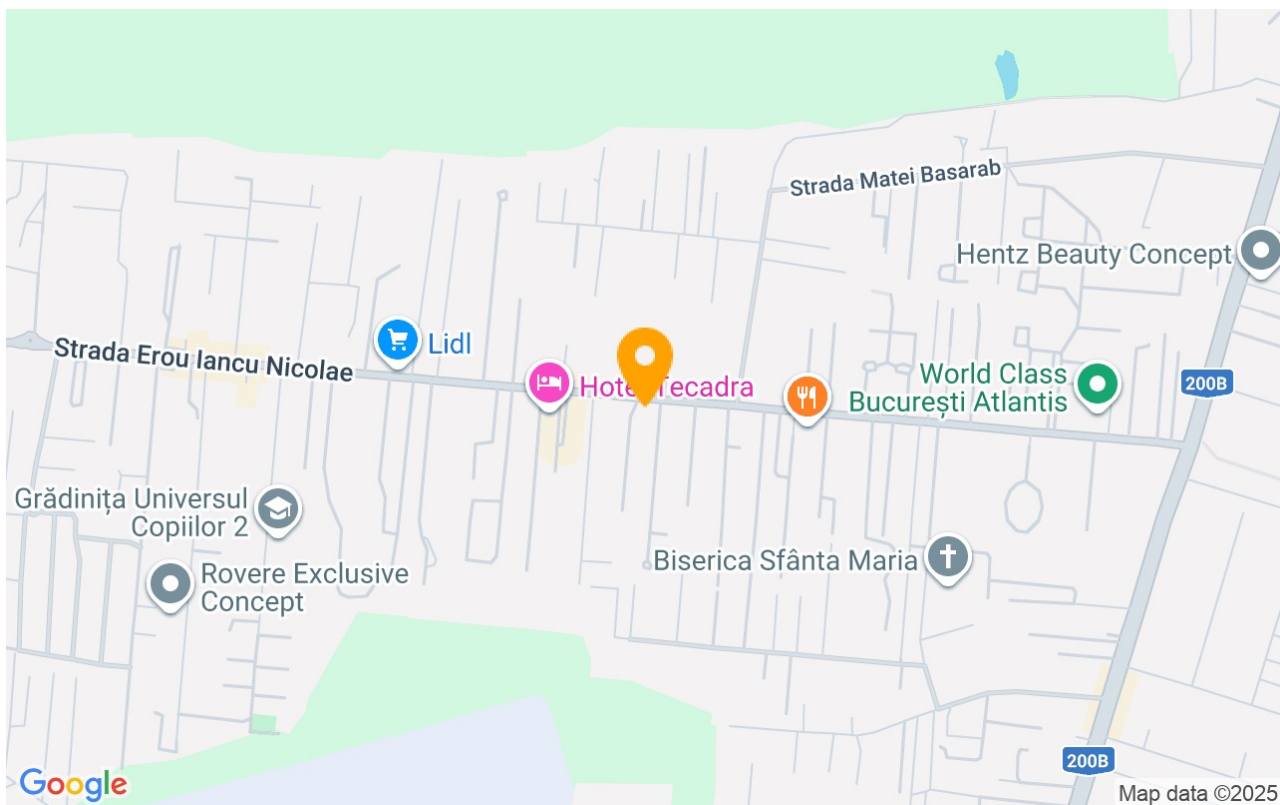 Strada Matei Basarab
Hentz Beauty Concept
Strada Erou Iancu Nicolae
Lidl
Hotel Tecadra
World Class
București Atlantis
200B
Grădinița Universul
Copiilor 2
Biserica Sfânta Maria
Rovere Exclusive
Concept
200B
Google
Map data ©2025